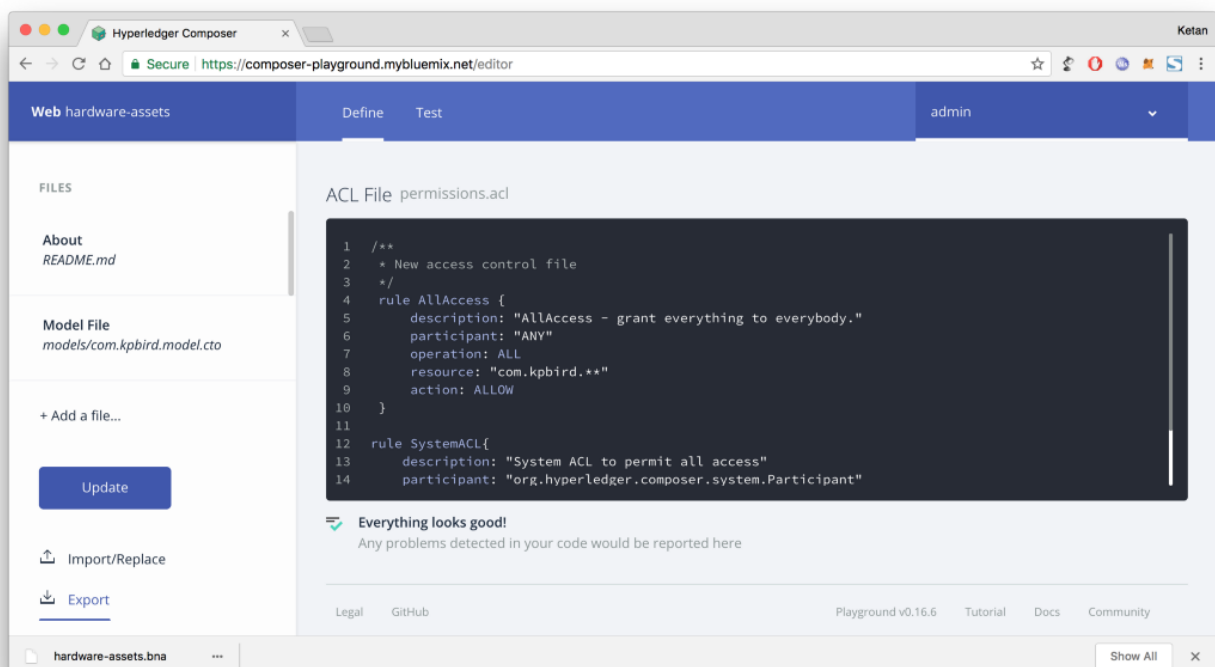 Hyperledger Composer
Ketan
Secure https://composer-playground.mybluemix.net/editor
Web hardware-assets
Define Test
admin
FILES
About
README.md
Model File
models/com.kpbird.model.cto
+ Add a file...
Update
Import/Replace
Export
ACL File permissions.acl
1 /**
2 * New access control file
3 */
4 rule AllAccess {
5 description: "AllAccess - grant everything to everybody."
6 participant: "ANY"
7 operation: ALL
8 resource: "com.kpbird.**"
9 action: ALLOW
10 }
11
12 rule SystemACL{
13 description: "System ACL to permit all access"
14 participant: "org.hyperledger.composer.system.Participant"
Everything looks good!
Any problems detected in your code would be reported here
Legal GitHub Playground v0.16.6 Tutorial Docs Community
hardware-assets.bna
Show All